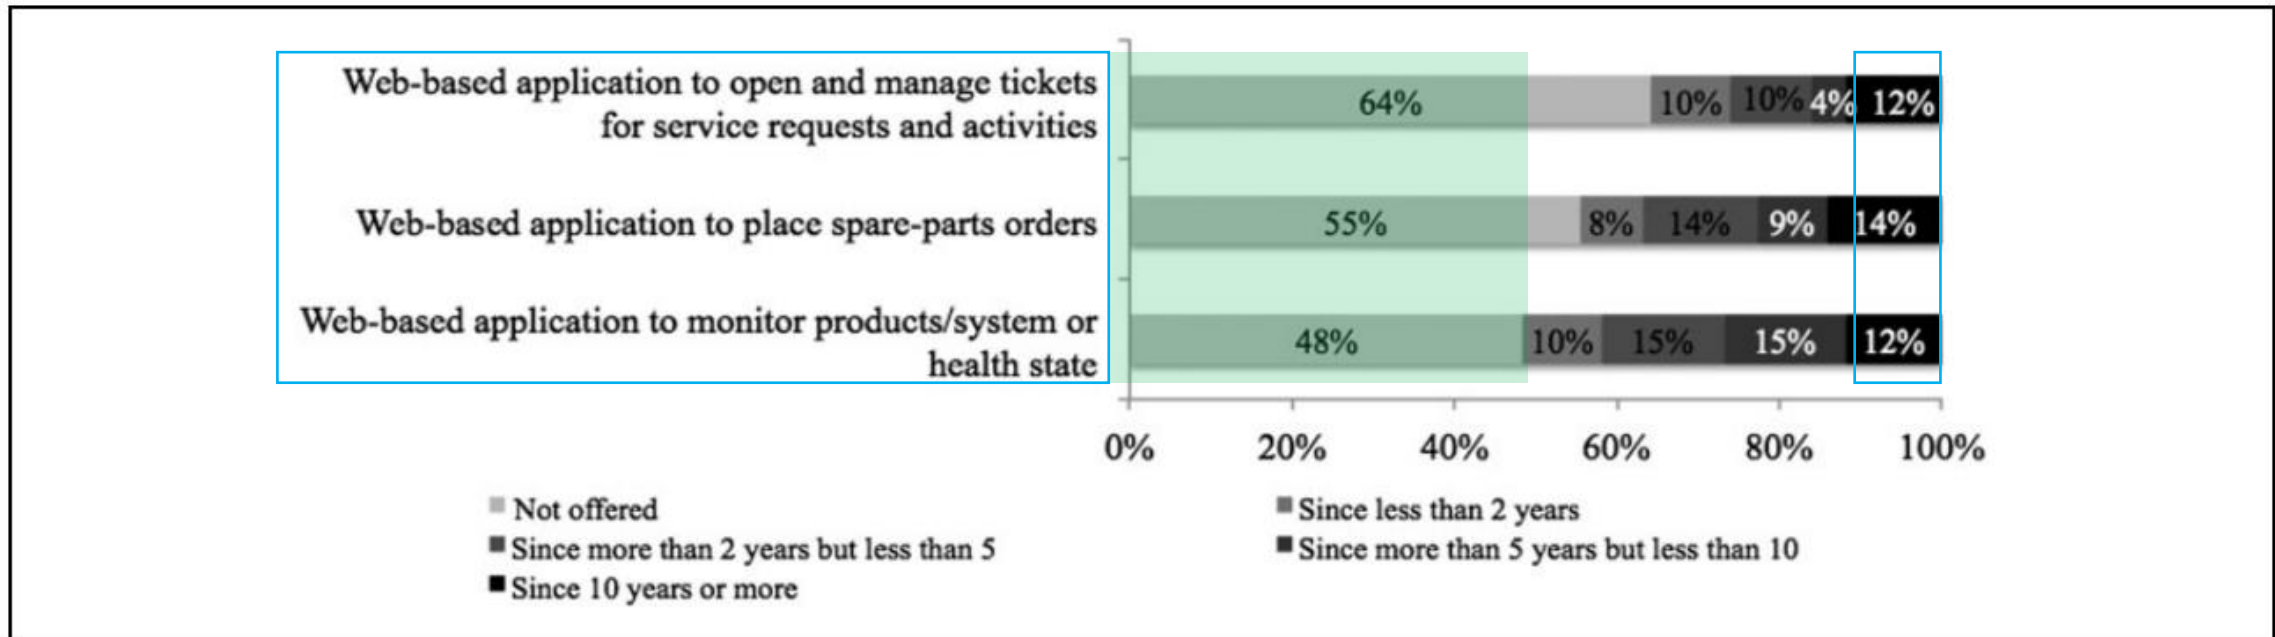 Web-based application to open and manage tickets
for service requests and activities
64% 10% 10% 4% 12%
Web-based application to place spare-parts orders
55% 8% 14% 9% 14%
Web-based application to monitor products/system or
health state
48% 10% 15% 15% 12%
0% 20% 40% 60% 80% 100%
Not offered
Since less than 2 years
Since more than 2 years but less than 5
Since more than 5 years but less than 10
Since 10 years or more